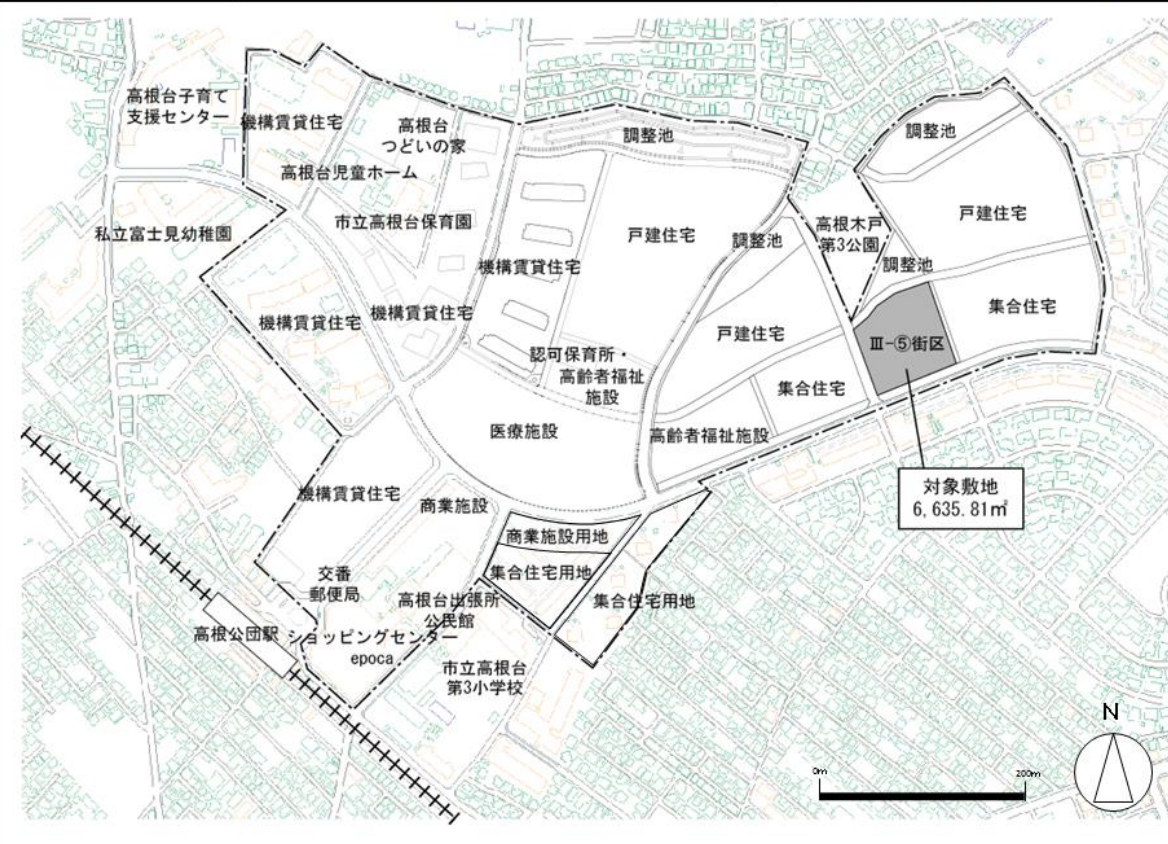 高根台子育て
支援センター
機構賃貸住宅
高根台
つどいの家
調整池
調整池
高根台児童ホーム
私立富士見幼稚園
市立高根台保育園
戸建住宅
調整池
高根木戸
第3公園
戸建住宅
機構賃貸住宅
調整池
機構賃貸住宅
機構賃貸住宅
戸建住宅
集合住宅
Ⅲ-⑤街区
認可保育所・
高齢者福祉
施設
集合住宅
医療施設
高齢者福祉施設
対象敷地
6,635.81㎡
機構賃貸住宅
商業施設
商業施設用地
集合住宅用地
交番
郵便局
高根台出張所
公民館
集合住宅用地
高根公団駅
ショッピングセンター
epoca
市立高根台
第3小学校
N
0m
200m